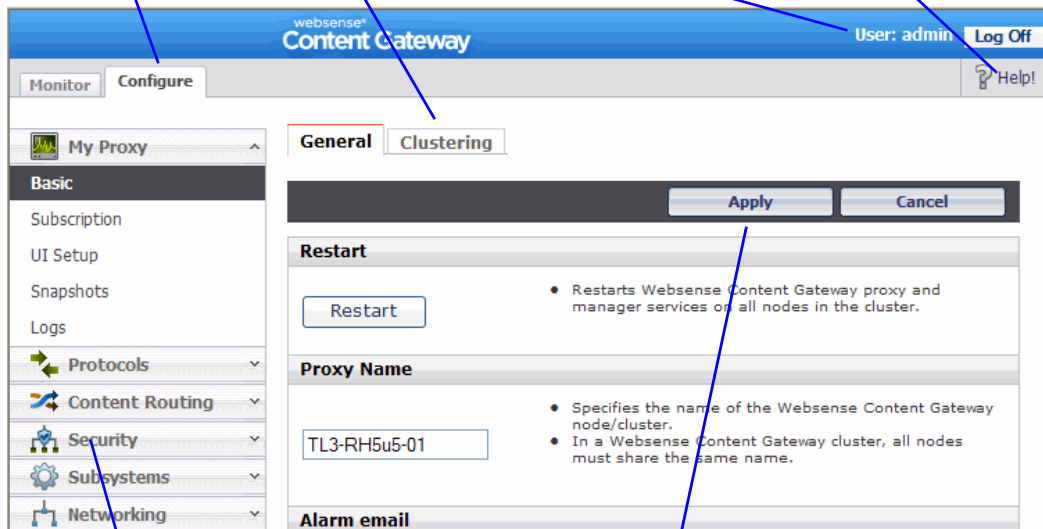 websense®
Content Gateway
User: admin
Log Off
Monitor
Configure
Help!
My Proxy
Basic
Subscription
UI Setup
Snapshots
Logs
Protocols
Content Routing
Security
Subsystems
Networking
General
Clustering
Apply
Cancel
Restart
Restart
• Restarts Websense Content Gateway proxy and
manager services on all nodes in the cluster.
Proxy Name
TL3-RH5u5-01
• Specifies the name of the Websense Content Gateway
node/cluster.
• In a Websense Content Gateway cluster, all nodes
must share the same name.
Alarm email